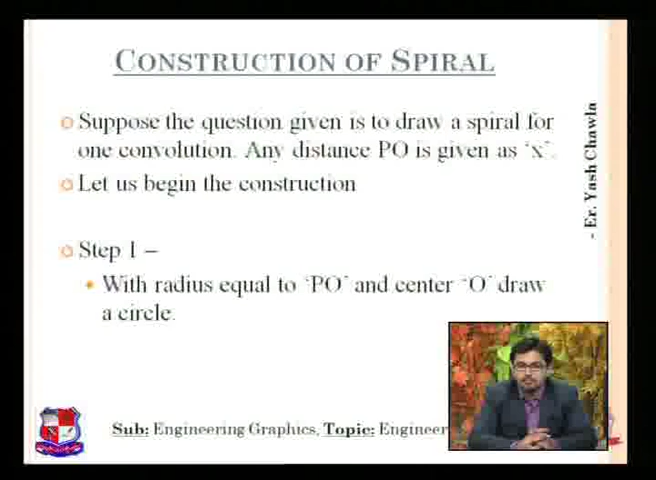 CONSTRUCTION OF SPIRAL
Suppose the question given is to draw a spiral for
one convolution. Any distance PO is given as 'x'.
Let us begin the construction
Step 1 –
With radius equal to 'PO' and center 'O' draw
a circle.
- Er. Yash Chawla
Sub: Engineering Graphics, Topic: Engineer